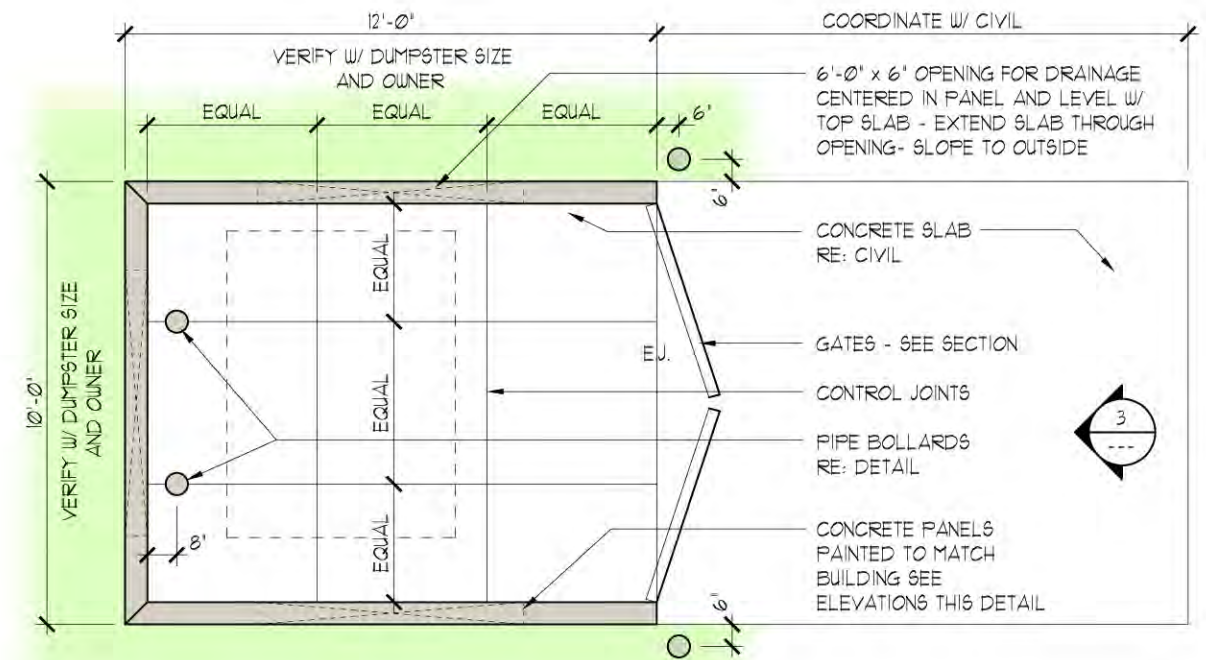 12'-0"
COORDINATE W/ CIVIL
VERIFY W/ DUMPSTER SIZE
AND OWNER
EQUAL
EQUAL
EQUAL
6"
6'-0" x 6" OPENING FOR DRAINAGE
CENTERED IN PANEL AND LEVEL W/
TOP SLAB - EXTEND SLAB THROUGH
OPENING- SLOPE TO OUTSIDE
6"
CONCRETE SLAB
RE: CIVIL
EQUAL
10'-0"
VERIFY W/ DUMPSTER SIZE
AND OWNER
E.J.
GATES - SEE SECTION
EQUAL
CONTROL JOINTS
3
---
PIPE BOLLARDS
RE: DETAIL
8"
EQUAL
CONCRETE PANELS
PAINTED TO MATCH
BUILDING SEE
ELEVATIONS THIS DETAIL
6"